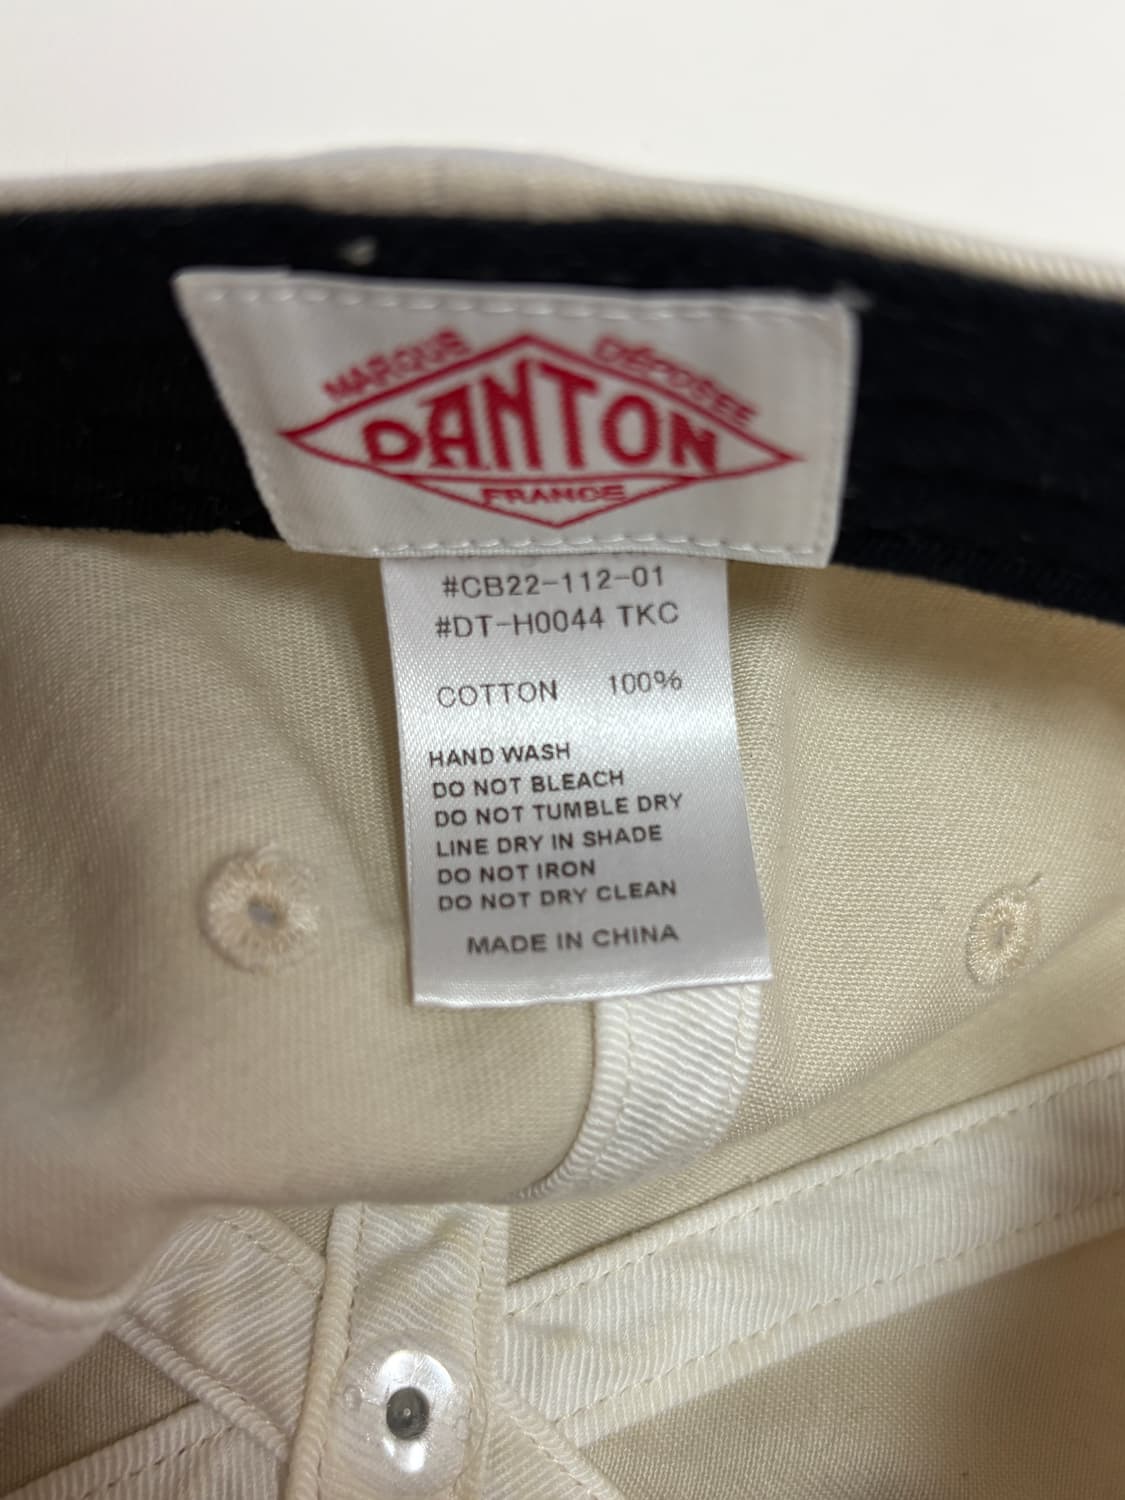 MARQUE DÉPOSÉE
DANTON
FRANCE
#CB22-112-01
#DT-H0044 TKC
COTTON 100%
HAND WASH
DO NOT BLEACH
DO NOT TUMBLE DRY
LINE DRY IN SHADE
DO NOT IRON
DO NOT DRY CLEAN
MADE IN CHINA